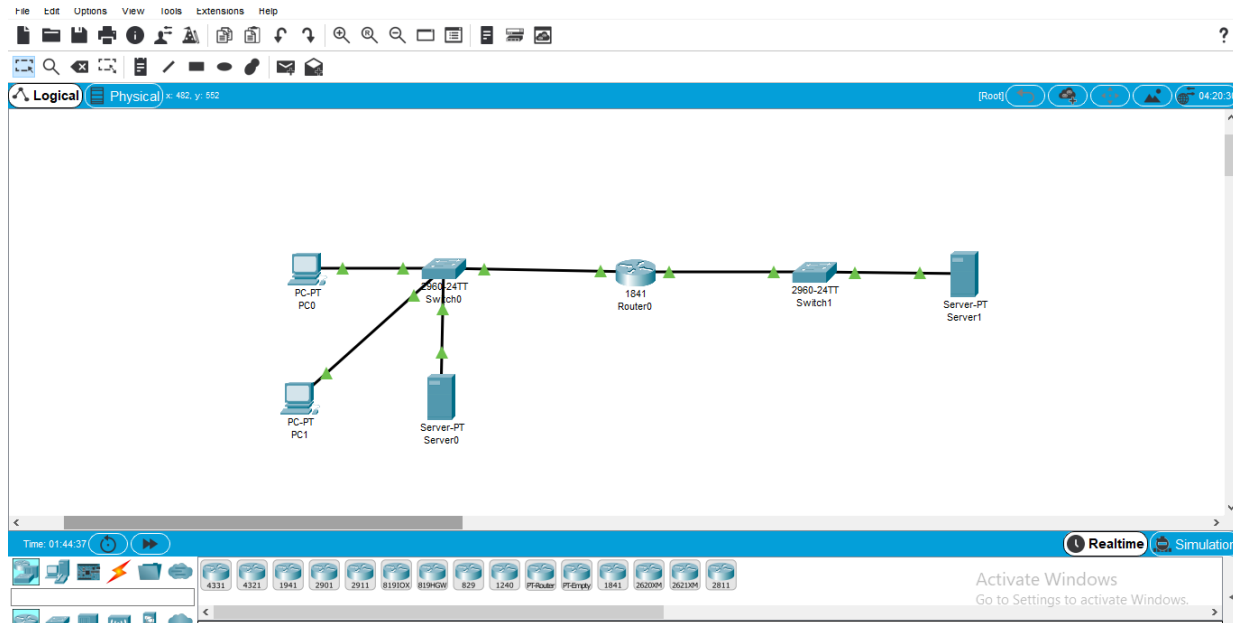 File Edit Options View Tools Extensions Help
?
Logical Physical x: 482, y: 552 [Root] 04:20:30
PC-PT
PC0
2960-24TT
Switch0
1841
Router0
2960-24TT
Switch1
Server-PT
Server1
PC-PT
PC1
Server-PT
Server0
Time: 01:44:37 Realtime Simulation
4331 4321 1941 2901 2911 819IOX 819HGW 829 1240 PT-Router PT-Empty 1841 2620XM 2621XM 2811
Activate Windows
Go to Settings to activate Windows.